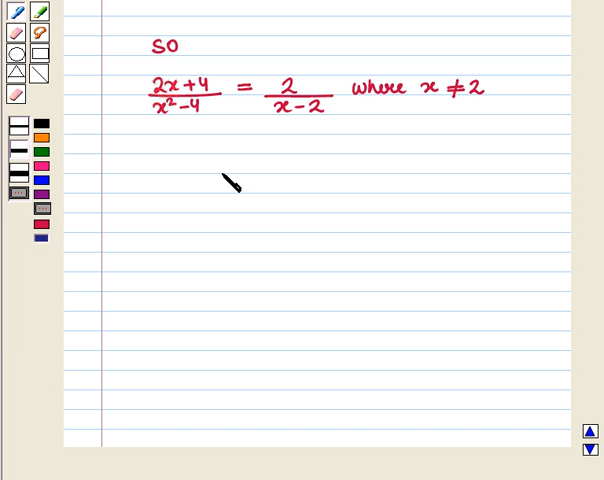 SO
(2x+4)/(x²-4) = 2/(x-2) where x ≠ 2